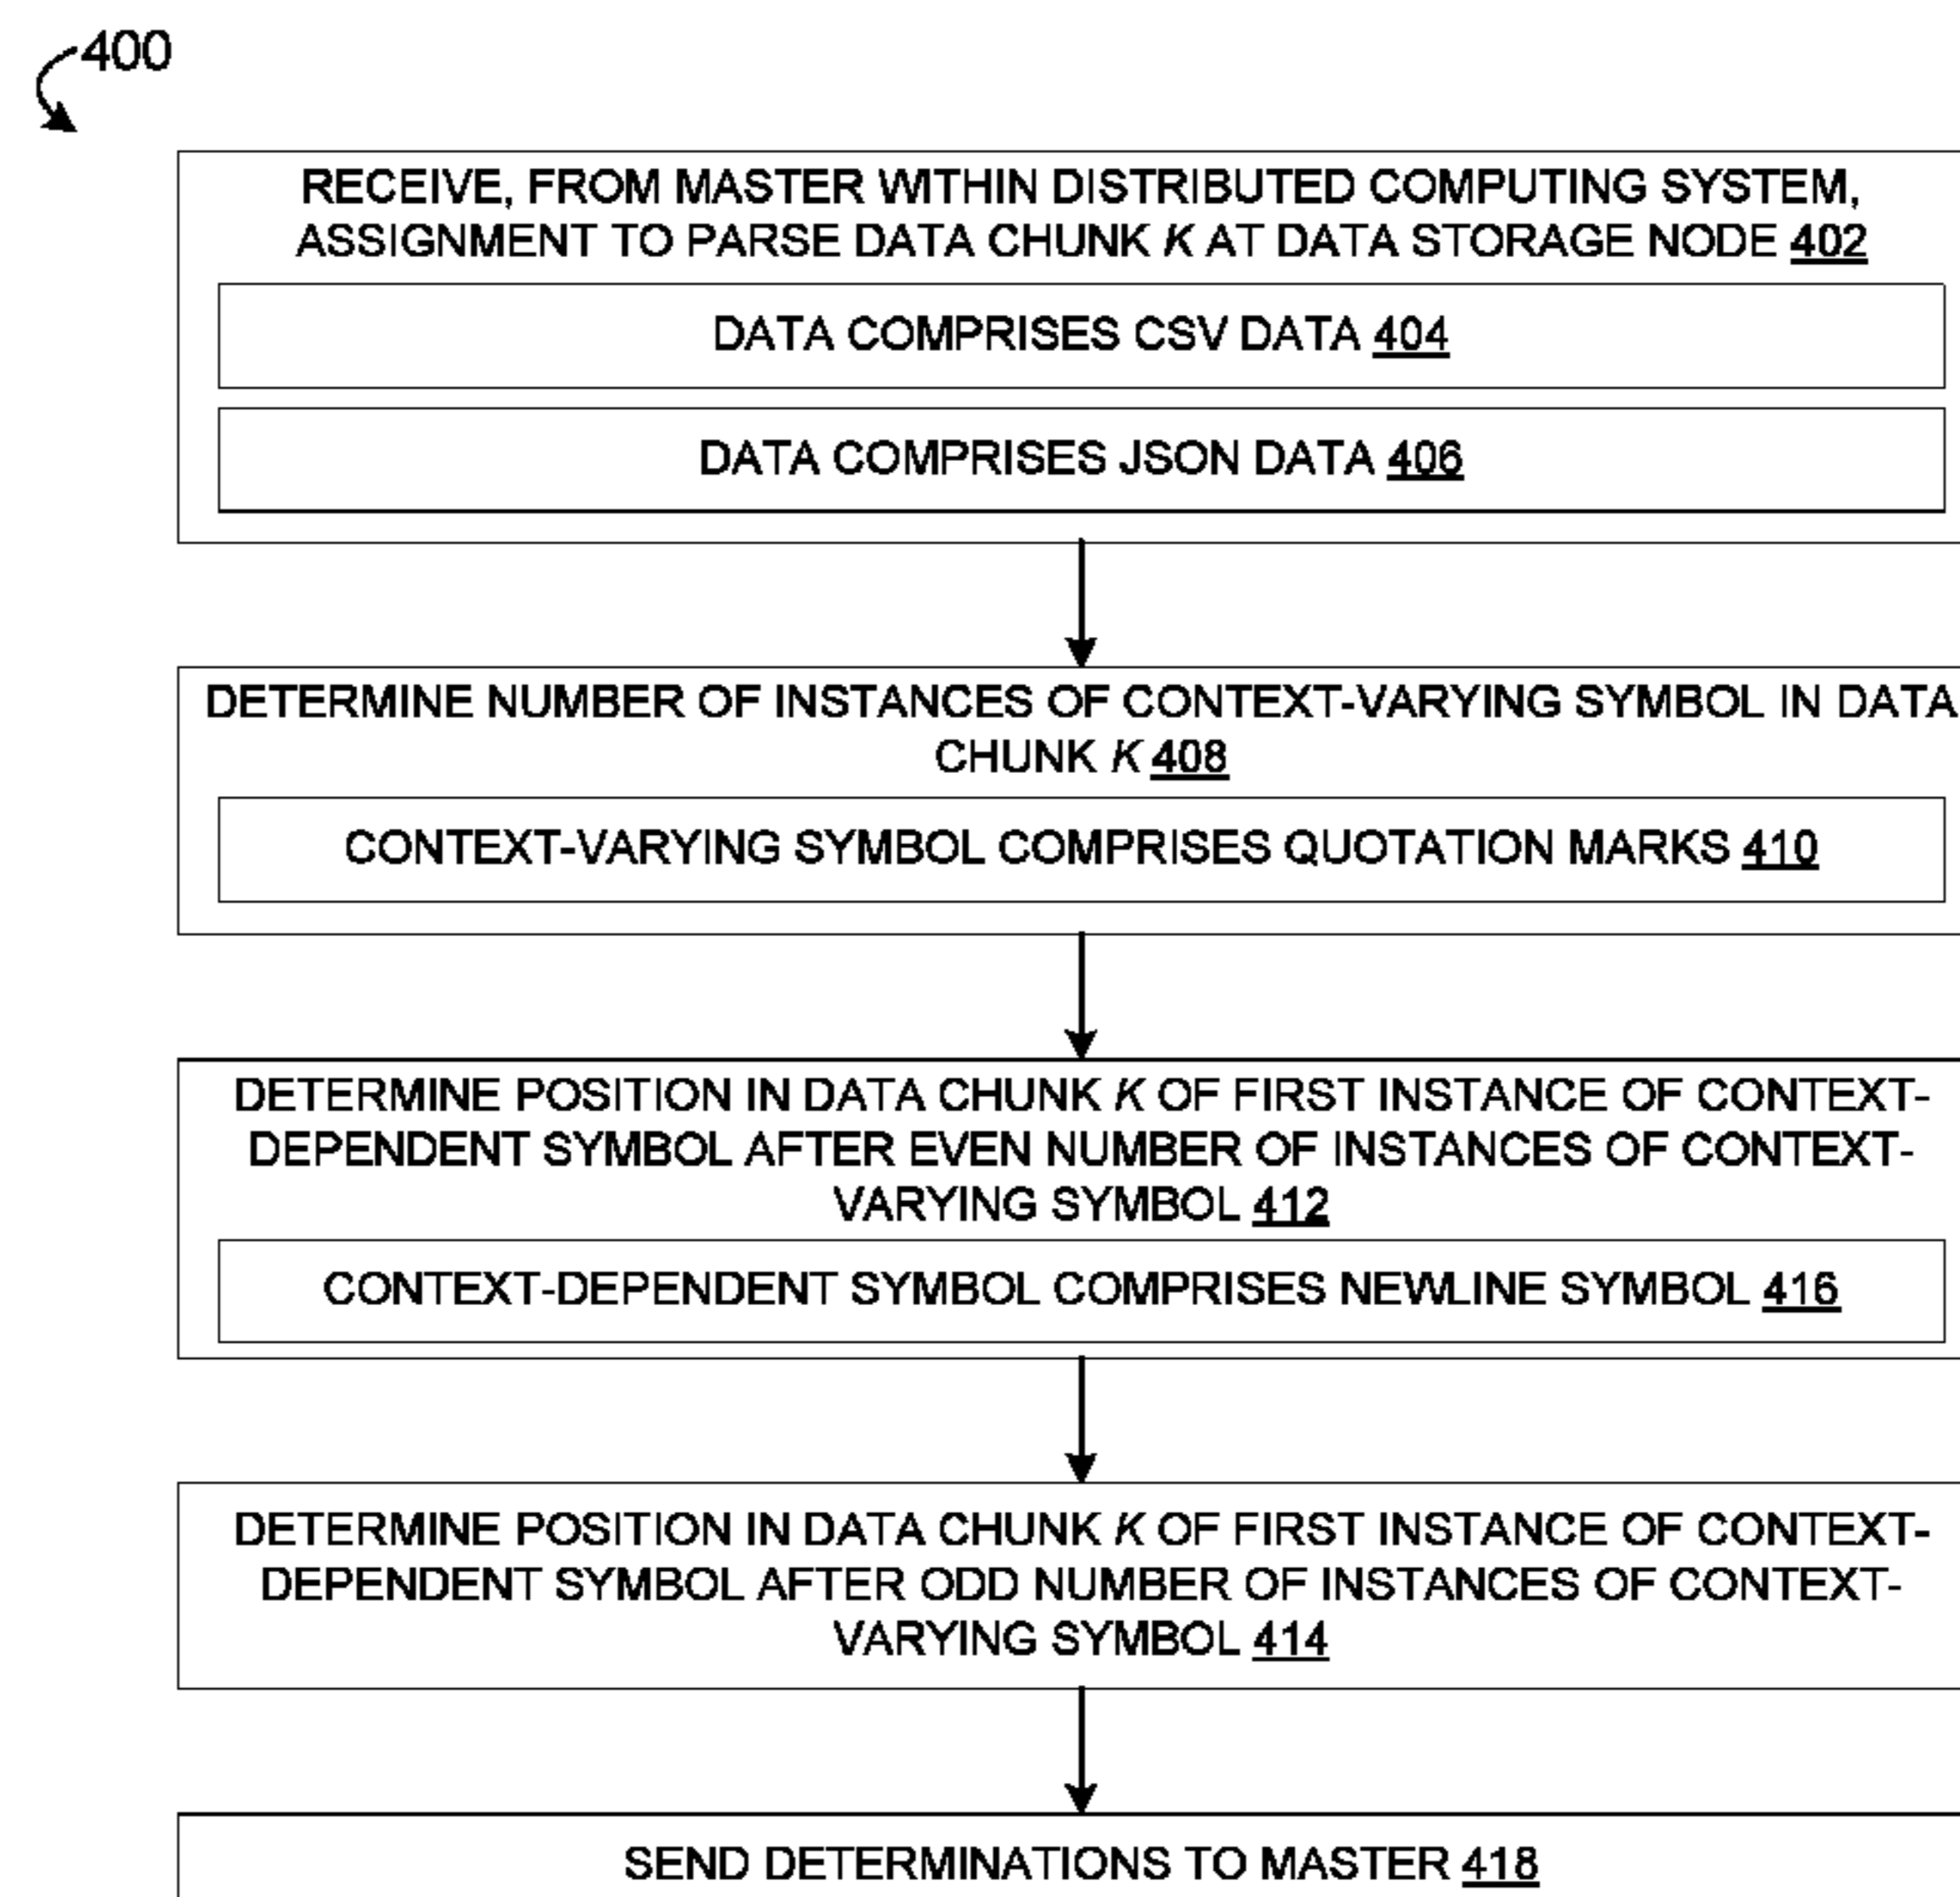 400
RECEIVE, FROM MASTER WITHIN DISTRIBUTED COMPUTING SYSTEM,
ASSIGNMENT TO PARSE DATA CHUNK K AT DATA STORAGE NODE 402
DATA COMPRISES CSV DATA 404
DATA COMPRISES JSON DATA 406
DETERMINE NUMBER OF INSTANCES OF CONTEXT-VARYING SYMBOL IN DATA
CHUNK K 408
CONTEXT-VARYING SYMBOL COMPRISES QUOTATION MARKS 410
DETERMINE POSITION IN DATA CHUNK K OF FIRST INSTANCE OF CONTEXT-
DEPENDENT SYMBOL AFTER EVEN NUMBER OF INSTANCES OF CONTEXT-
VARYING SYMBOL 412
CONTEXT-DEPENDENT SYMBOL COMPRISES NEWLINE SYMBOL 416
DETERMINE POSITION IN DATA CHUNK K OF FIRST INSTANCE OF CONTEXT-
DEPENDENT SYMBOL AFTER ODD NUMBER OF INSTANCES OF CONTEXT-
VARYING SYMBOL 414
SEND DETERMINATIONS TO MASTER 418